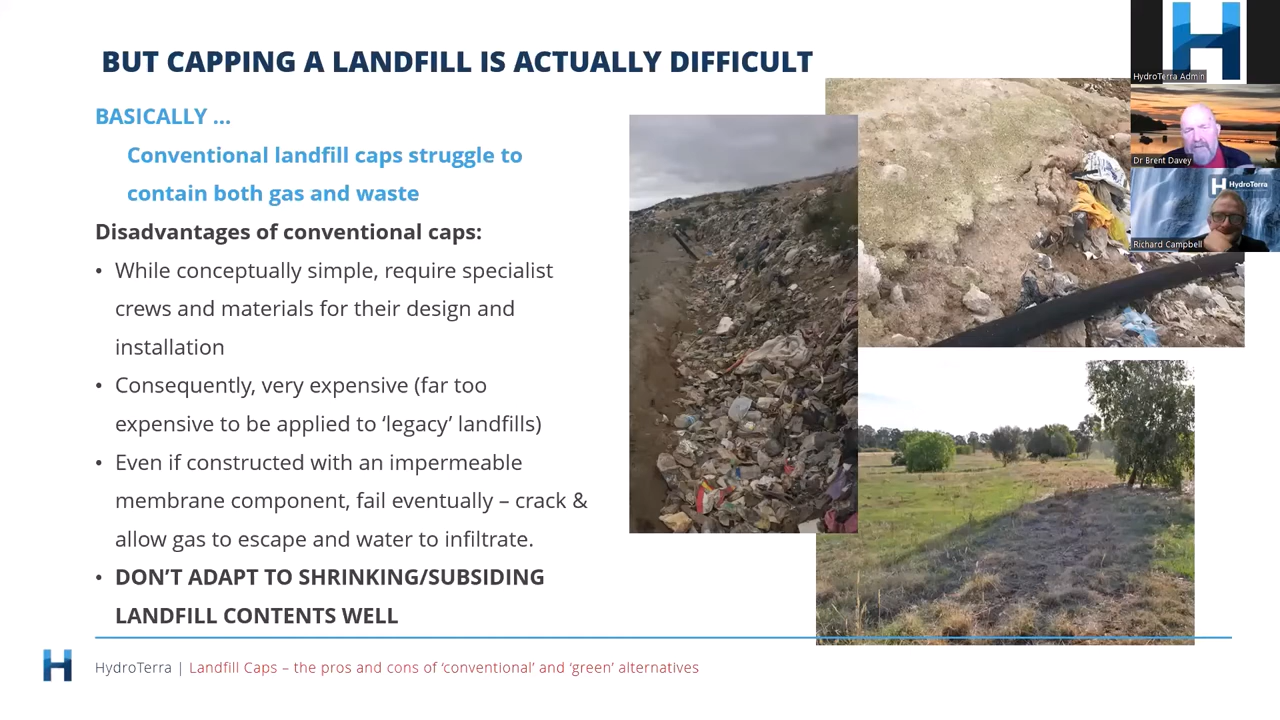 BUT CAPPING A LANDFILL IS ACTUALLY DIFFICULT
BASICALLY ...
Conventional landfill caps struggle to
contain both gas and waste
Disadvantages of conventional caps:
• While conceptually simple, require specialist
crews and materials for their design and
installation
• Consequently, very expensive (far too
expensive to be applied to ‘legacy’ landfills)
• Even if constructed with an impermeable
membrane component, fail eventually – crack &
allow gas to escape and water to infiltrate.
• DON’T ADAPT TO SHRINKING/SUBSIDING
LANDFILL CONTENTS WELL
HydroTerra | Landfill Caps – the pros and cons of ‘conventional’ and ‘green’ alternatives
HydroTerra Admin
Dr Brent Davey
HydroTerra
Richard Campbell